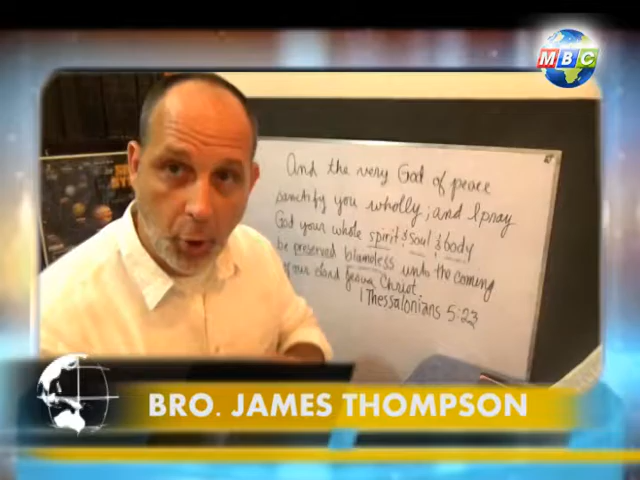 MBC
And the very God of peace
sanctify you wholly; and I pray
God your whole spirit & soul & body
be preserved blameless unto the coming
of our Lord Jesus Christ.
1 Thessalonians 5:23
BRO. JAMES THOMPSON